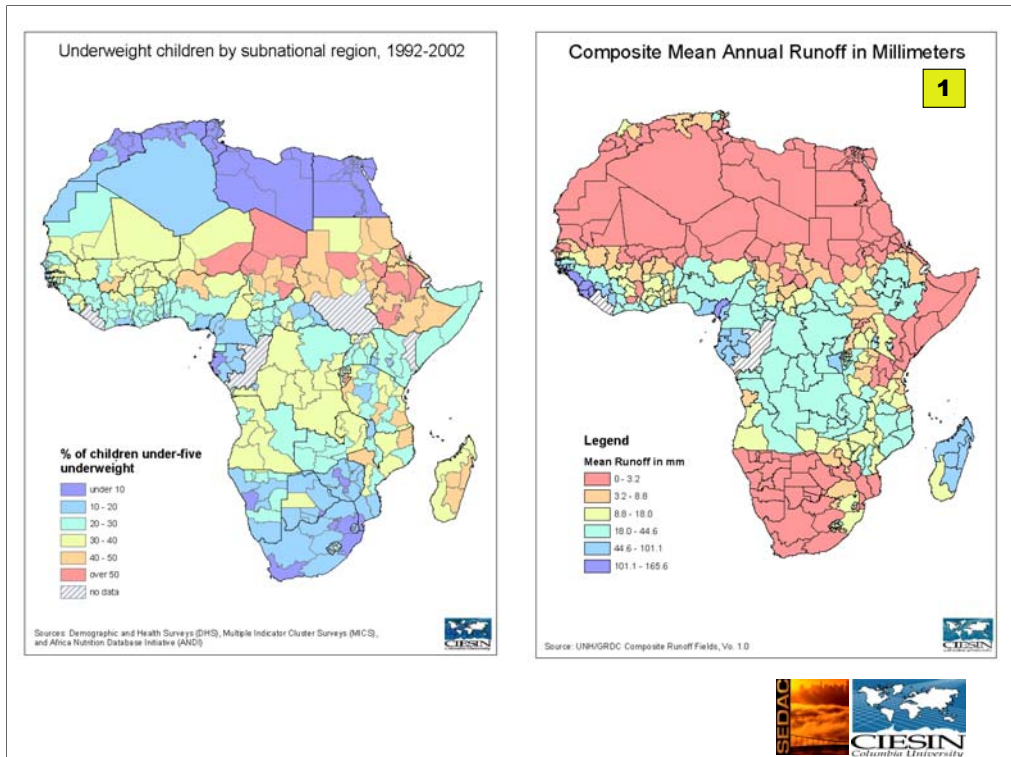 Underweight children by subnational region, 1992-2002
% of children under-five
underweight
under 10
10 - 20
20 - 30
30 - 40
40 - 50
over 50
no data
Sources: Demographic and Health Surveys (DHS), Multiple Indicator Cluster Surveys (MICS),
and Africa Nutrition Database Initiative (ANDI)
CIESIN
Composite Mean Annual Runoff in Millimeters
1
Legend
Mean Runoff in mm
0 - 3.2
3.2 - 8.8
8.8 - 18.0
18.0 - 44.6
44.6 - 101.1
101.1 - 165.6
Source: UNH/GRDC Composite Runoff Fields, Vo. 1.0
CIESIN
SEDAC
CIESIN
Columbia University